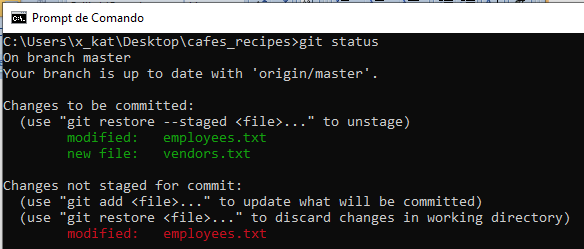 Prompt de Comando
C:\Users\x_kat\Desktop\cafes_recipes>git status
On branch master
Your branch is up to date with 'origin/master'.
Changes to be committed:
(use "git restore --staged <file>..." to unstage)
modified: employees.txt
new file: vendors.txt
Changes not staged for commit:
(use "git add <file>..." to update what will be committed)
(use "git restore <file>..." to discard changes in working directory)
modified: employees.txt